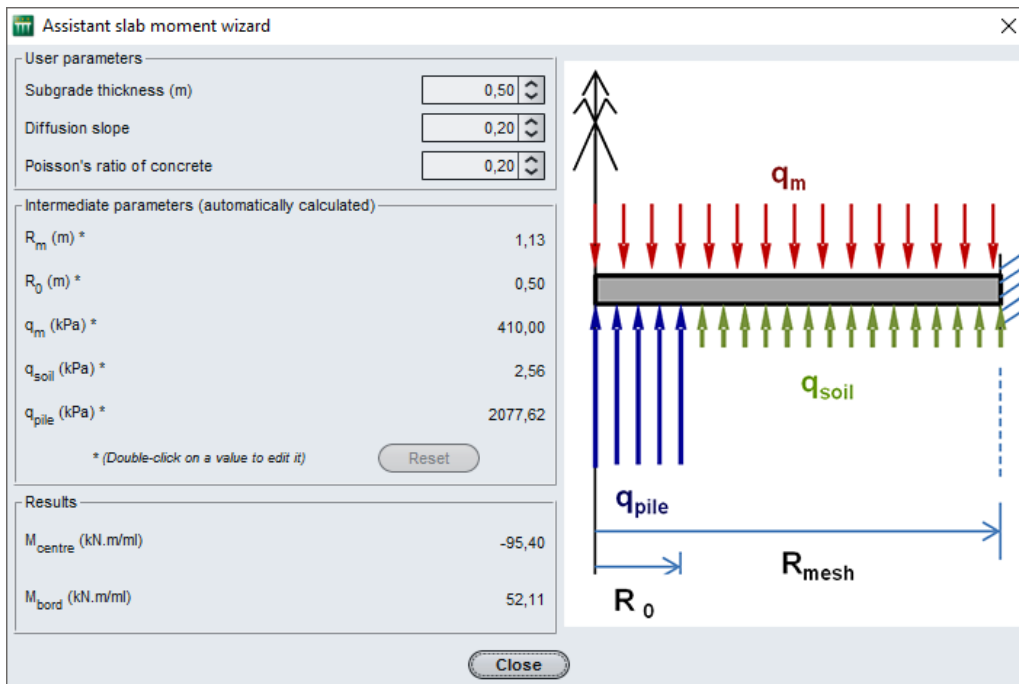 Assistant slab moment wizard
User parameters
Subgrade thickness (m) 0,50
Diffusion slope 0,20
Poisson's ratio of concrete 0,20
Intermediate parameters (automatically calculated)
Rm (m) * 1,13
R0 (m) * 0,50
qm (kPa) * 410,00
qsoil (kPa) * 2,56
qpile (kPa) * 2077,62
* (Double-click on a value to edit it) Reset
Results
Mcentre (kN.m/ml) -95,40
Mbord (kN.m/ml) 52,11
qm
qsoil
qpile
Rmesh
R 0
Close